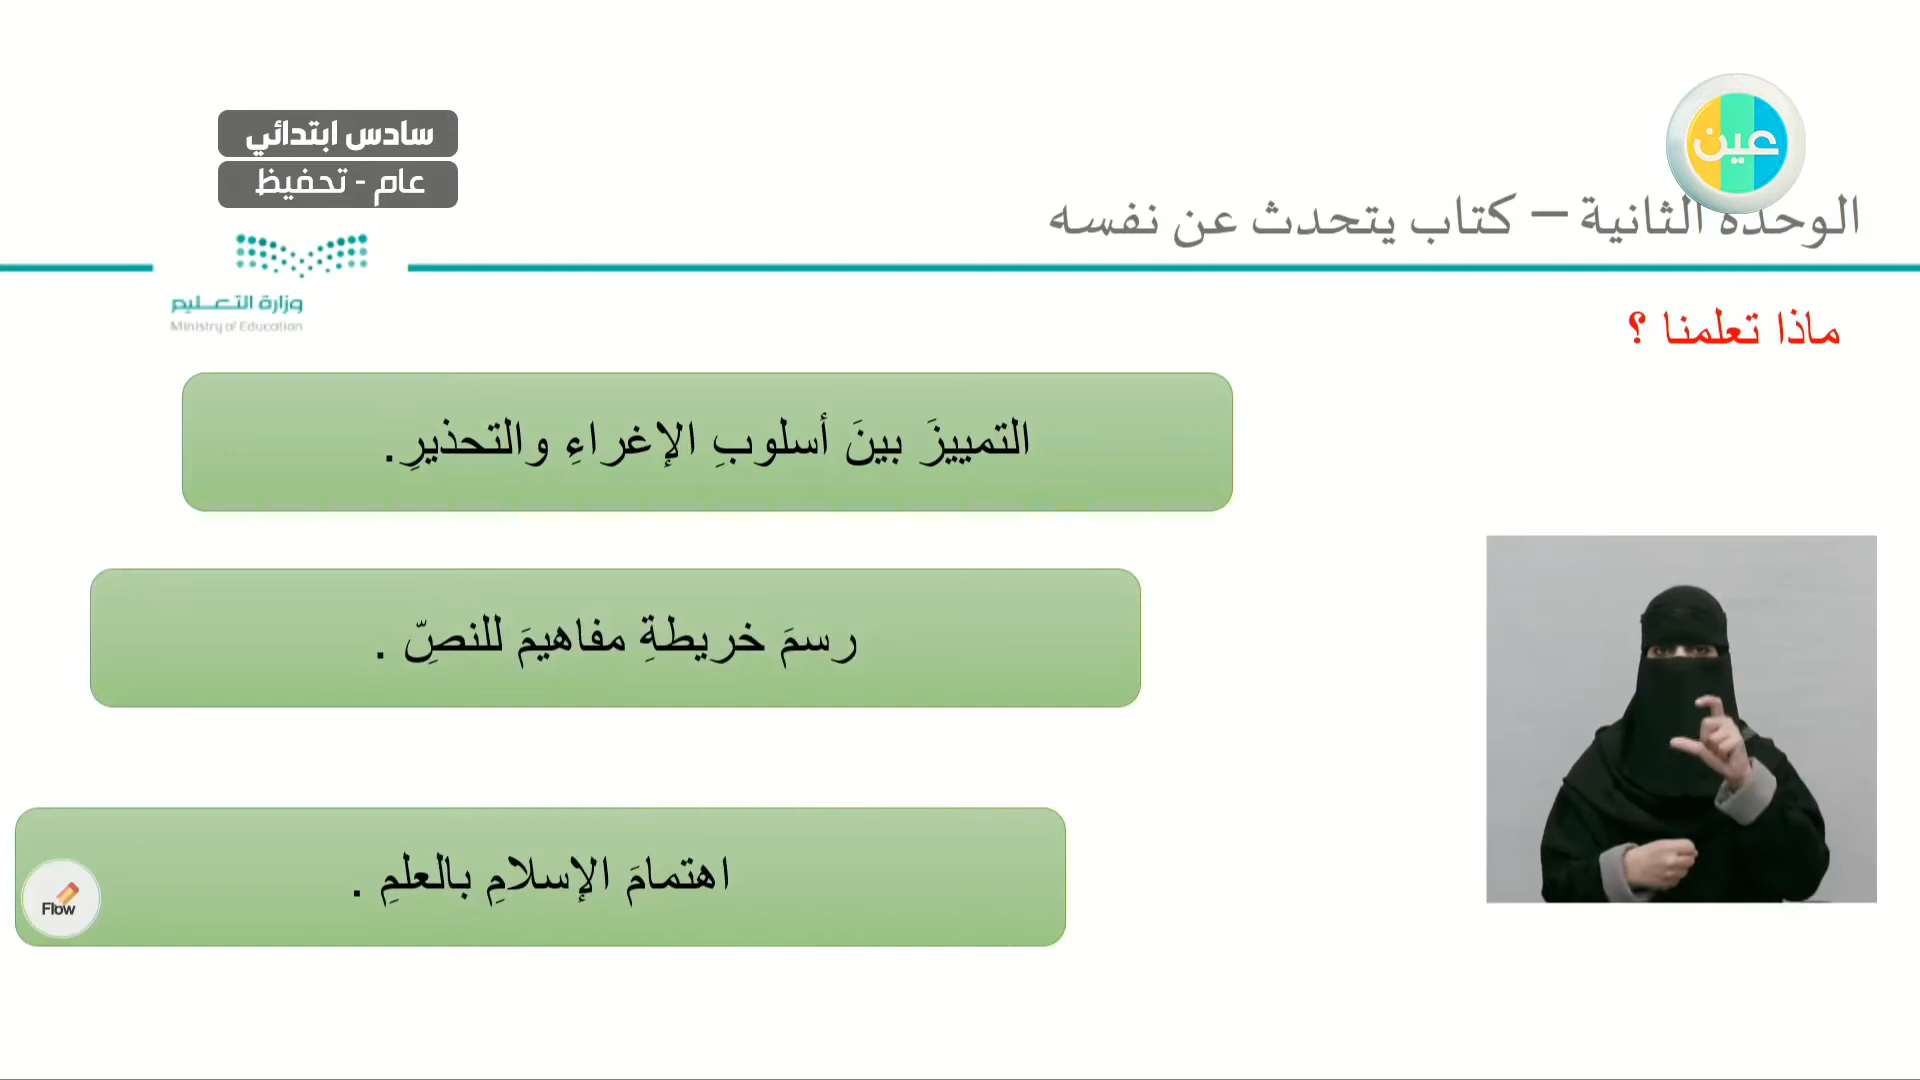 سادس ابتدائي
عام - تحفيظ
عين
الوحدة الثانية – كتاب يتحدث عن نفسه
وزارة التعليم
Ministry of Education
ماذا تعلمنا ؟
التمييزَ بينَ أسلوبِ الإغراءِ والتحذيرِ.
رسمَ خريطةِ مفاهيمَ للنصِّ .
اهتمامَ الإسلامِ بالعلمِ .
Flow